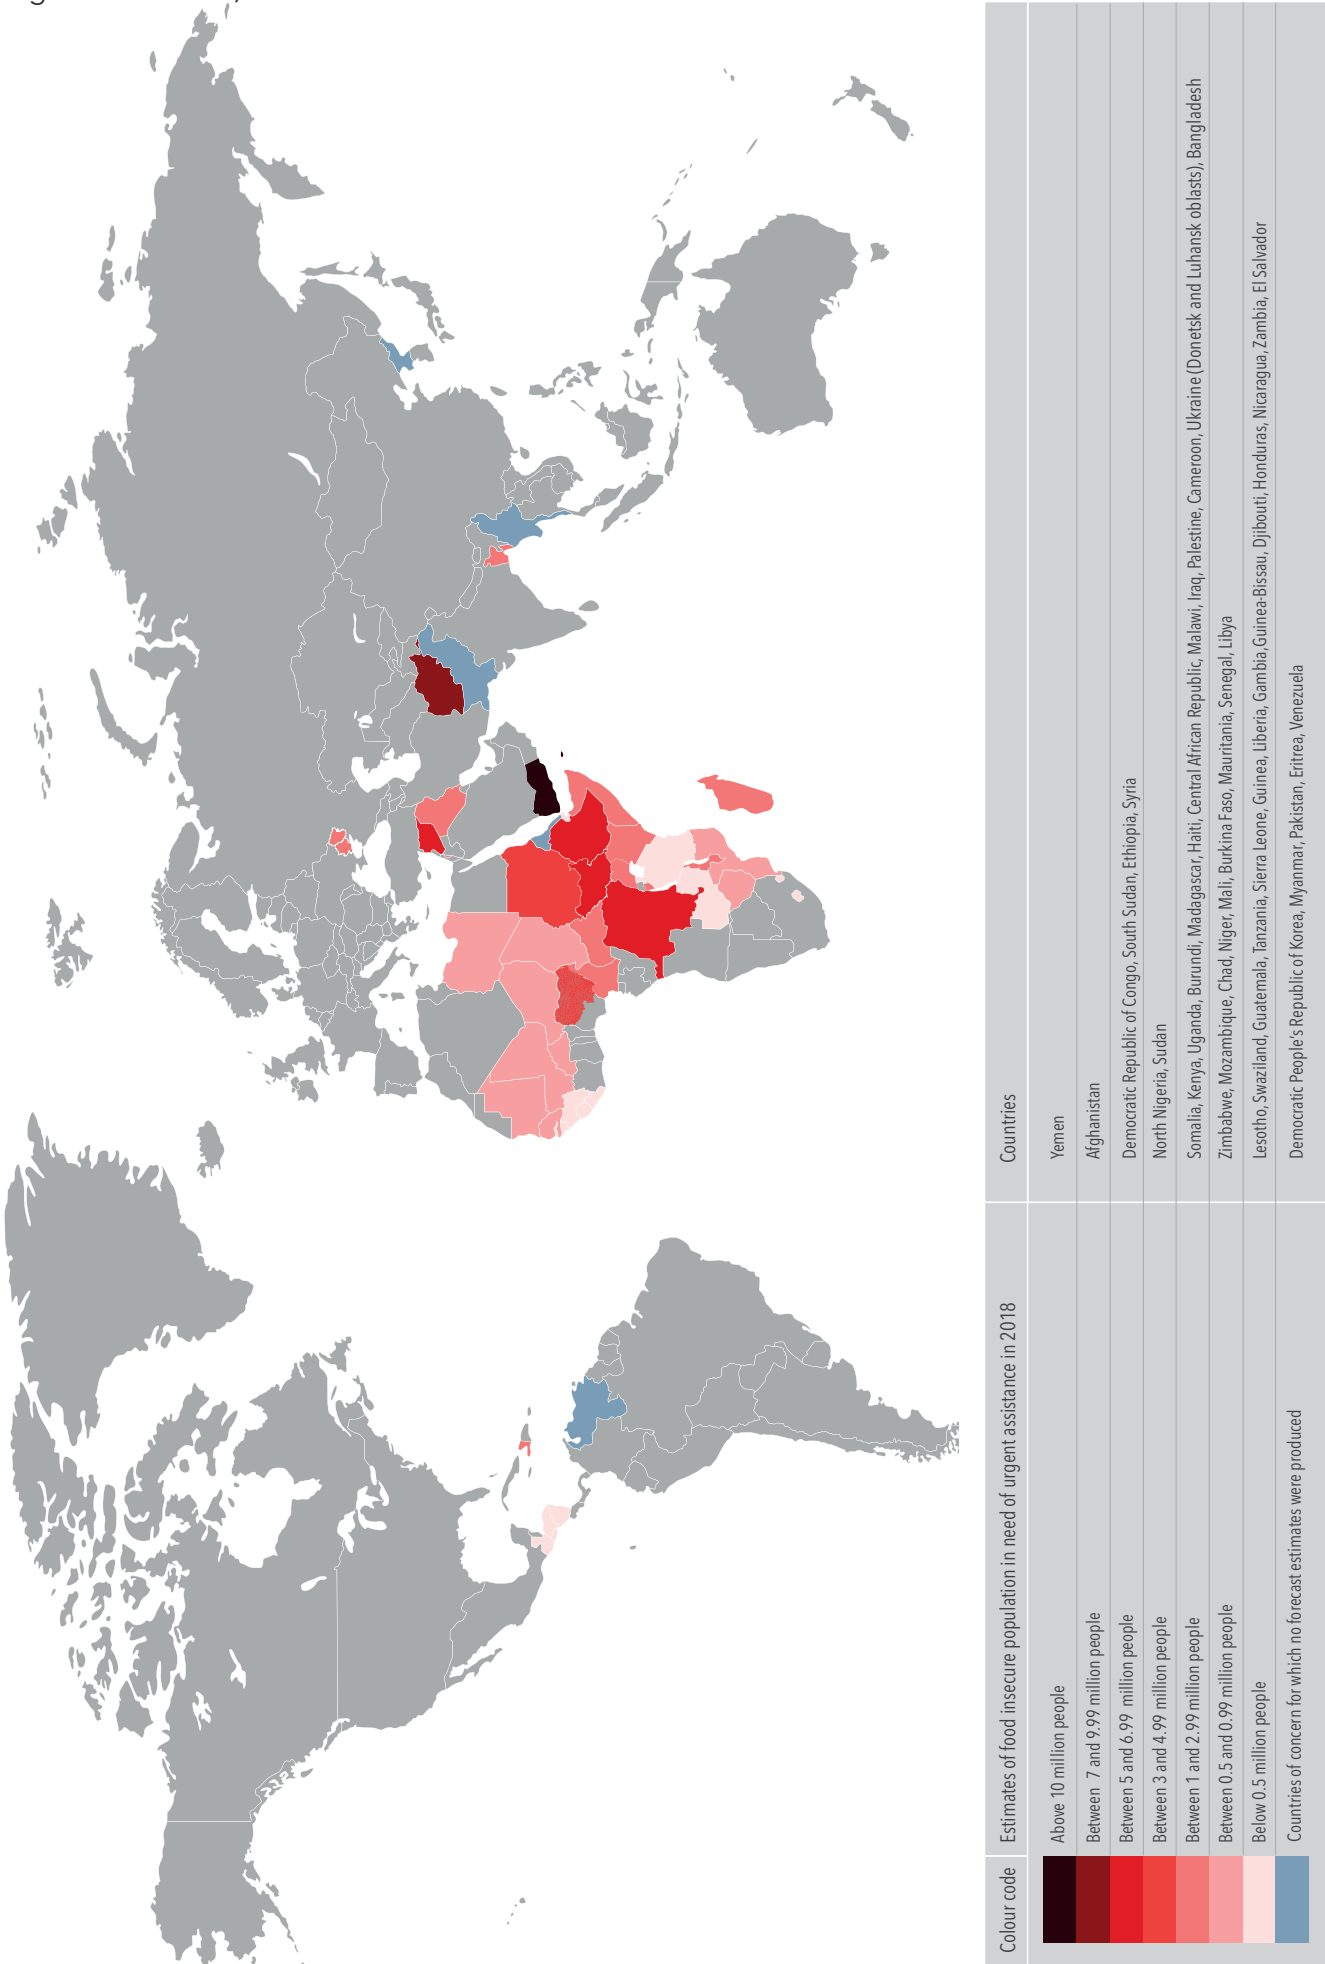 Colour code Estimates of food insecure population in need of urgent assistance in 2018 Countries
Above 10 million people Yemen
Between 7 and 9.99 million people Afghanistan
Between 5 and 6.99 million people Democratic Republic of Congo, South Sudan, Ethiopia, Syria
Between 3 and 4.99 million people North Nigeria, Sudan
Between 1 and 2.99 million people Somalia, Kenya, Uganda, Burundi, Madagascar, Haiti, Central African Republic, Malawi, Iraq, Palestine, Cameroon, Ukraine (Donetsk and Luhansk oblasts), Bangladesh
Between 0.5 and 0.99 million people Zimbabwe, Mozambique, Chad, Niger, Mali, Burkina Faso, Mauritania, Senegal, Libya
Below 0.5 million people Lesotho, Swaziland, Guatemala, Tanzania, Sierra Leone, Guinea, Liberia, Gambia,Guinea-Bissau, Djibouti, Honduras, Nicaragua, Zambia, El Salvador
Countries of concern for which no forecast estimates were produced Democratic People's Republic of Korea, Myanmar, Pakistan, Eritrea, Venezuela